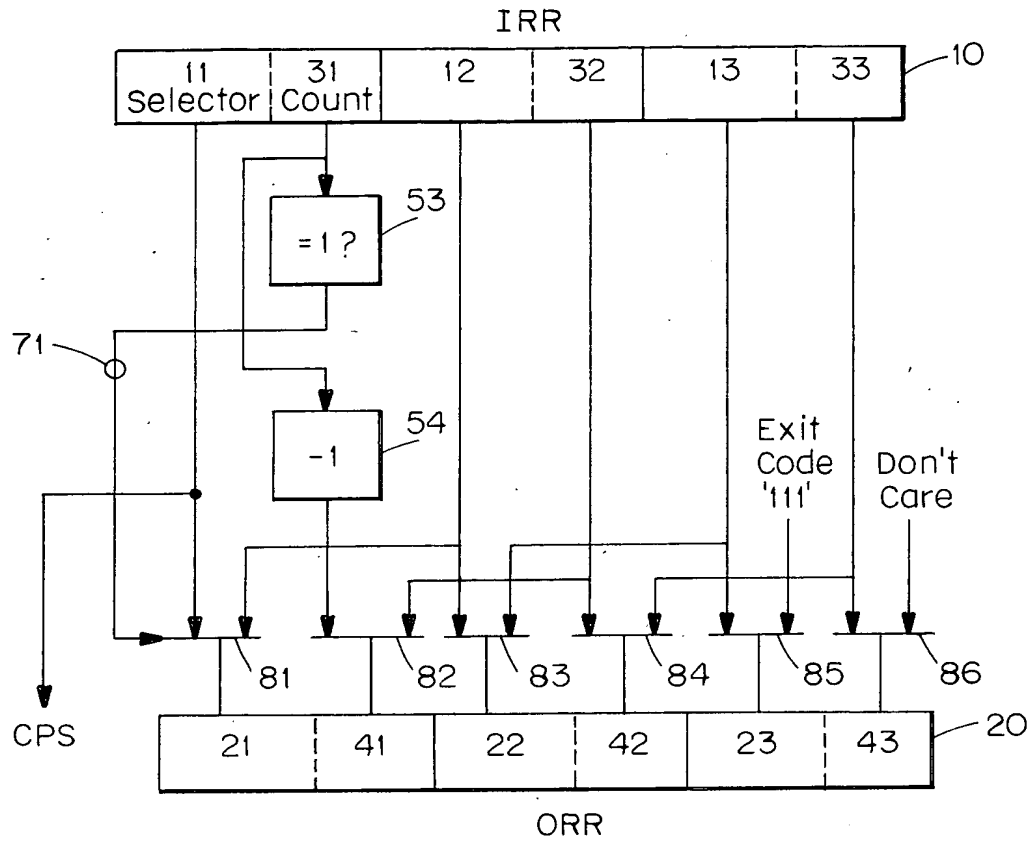 IRR
11 31 12 32 13 33 10
Selector Count
53
=1?
71
54
-1
Exit
Code
'111'
Don't
Care
81 82 83 84 85 86
CPS
21 41 22 42 23 43 20
ORR